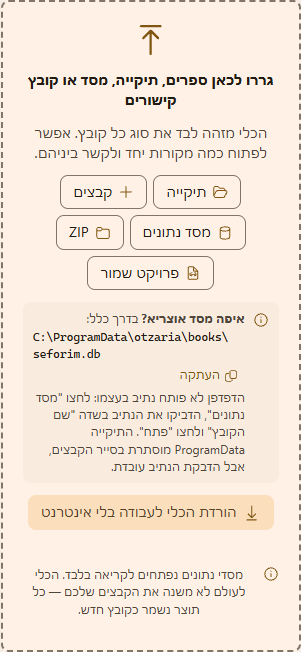 גררו לכאן ספרים, תיקייה, מסד או קובץ
קישורים
הכלי מזהה לבד את סוג כל קובץ. אפשר
לפתוח כמה מקורות יחד ולקשר ביניהם.
תיקייה
קבצים
מסד נתונים
ZIP
פרויקט שמור
איפה מסד אוצריא? בדרך כלל:
C:\ProgramData\otzaria\books\
seforim.db
העתקה
הדפדפן לא פותח נתיב בעצמו: לחצו "מסד
נתונים", הדביקו את הנתיב בשדה "שם
הקובץ" ולחצו "פתח". התיקייה
ProgramData מוסתרת בסייר הקבצים,
אבל הדבקת הנתיב עובדת.
הורדת הכלי לעבודה בלי אינטרנט
מסדי נתונים נפתחים לקריאה בלבד. הכלי
לעולם לא משנה את הקבצים שלכם — כל
תוצר נשמר כקובץ חדש.